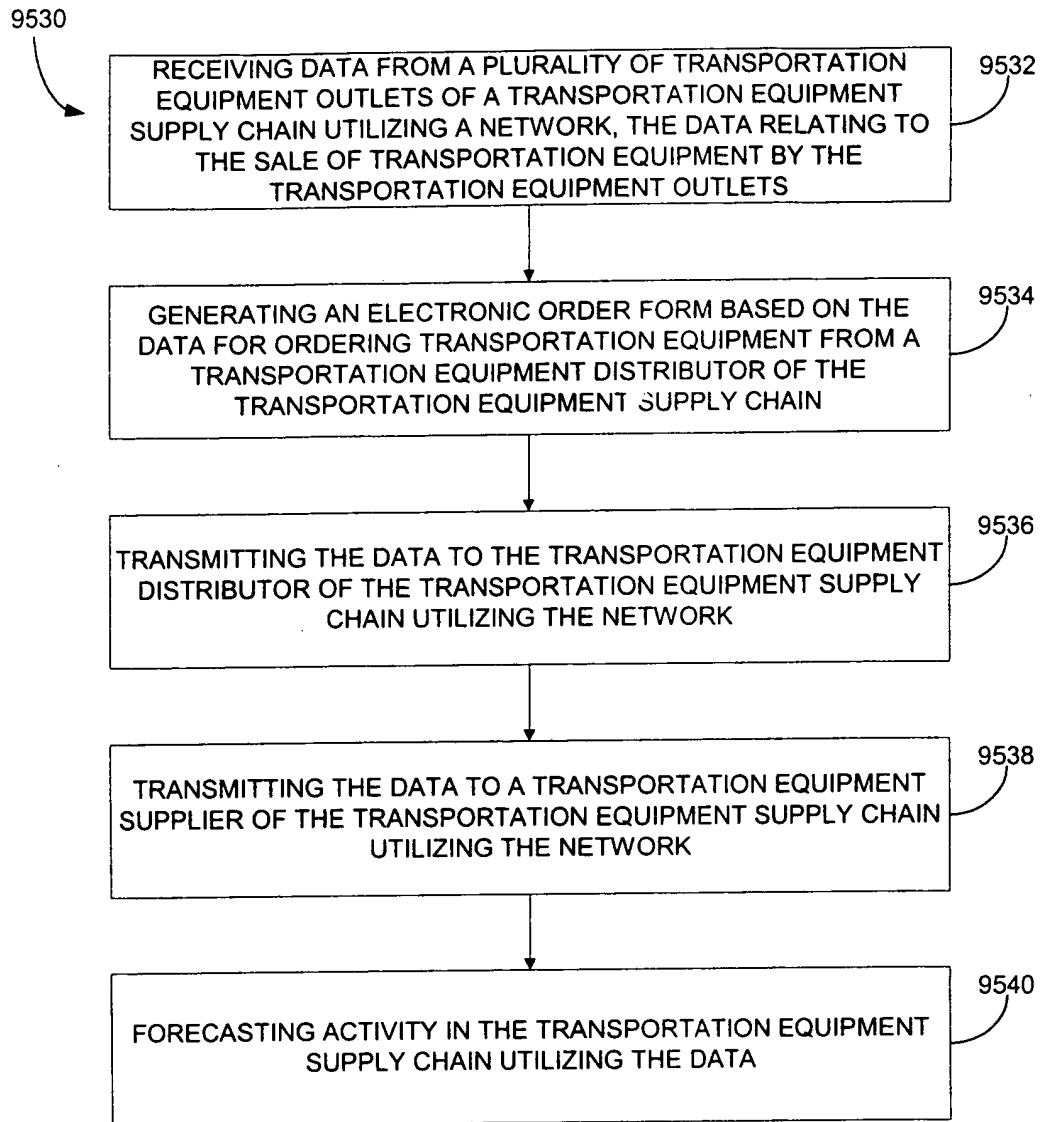 9530
RECEIVING DATA FROM A PLURALITY OF TRANSPORTATION
EQUIPMENT OUTLETS OF A TRANSPORTATION EQUIPMENT
SUPPLY CHAIN UTILIZING A NETWORK, THE DATA RELATING TO
THE SALE OF TRANSPORTATION EQUIPMENT BY THE
TRANSPORTATION EQUIPMENT OUTLETS
9532
GENERATING AN ELECTRONIC ORDER FORM BASED ON THE
DATA FOR ORDERING TRANSPORTATION EQUIPMENT FROM A
TRANSPORTATION EQUIPMENT DISTRIBUTOR OF THE
TRANSPORTATION EQUIPMENT SUPPLY CHAIN
9534
TRANSMITTING THE DATA TO THE TRANSPORTATION EQUIPMENT
DISTRIBUTOR OF THE TRANSPORTATION EQUIPMENT SUPPLY
CHAIN UTILIZING THE NETWORK
9536
TRANSMITTING THE DATA TO A TRANSPORTATION EQUIPMENT
SUPPLIER OF THE TRANSPORTATION EQUIPMENT SUPPLY CHAIN
UTILIZING THE NETWORK
9538
FORECASTING ACTIVITY IN THE TRANSPORTATION EQUIPMENT
SUPPLY CHAIN UTILIZING THE DATA
9540